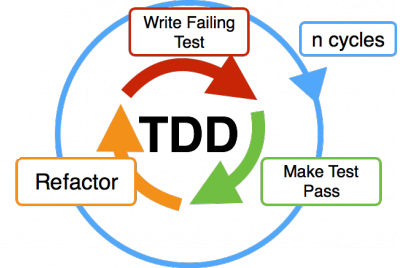 Write Failing
Test
n cycles
TDD
Refactor
Make Test
Pass